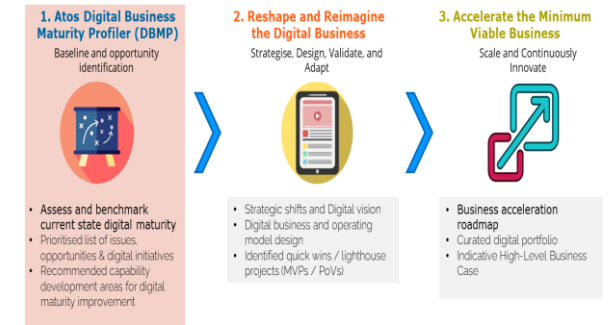 1. Atos Digital Business
Maturity Profiler (DBMP)
Baseline and opportunity
identification
• Assess and benchmark
current state digital maturity
• Prioritised list of issues,
opportunities & digital initiatives
• Recommended capability
development areas for digital
maturity improvement
2. Reshape and Reimagine
the Digital Business
Strategise, Design, Validate, and
Adapt
• Strategic shifts and Digital vision
• Digital business and operating
model design
• Identified quick wins / lighthouse
projects (MVPs / PoVs)
3. Accelerate the Minimum
Viable Business
Scale and Continuously
Innovate
• Business acceleration
roadmap
• Curated digital portfolio
• Indicative High-Level Business
Case